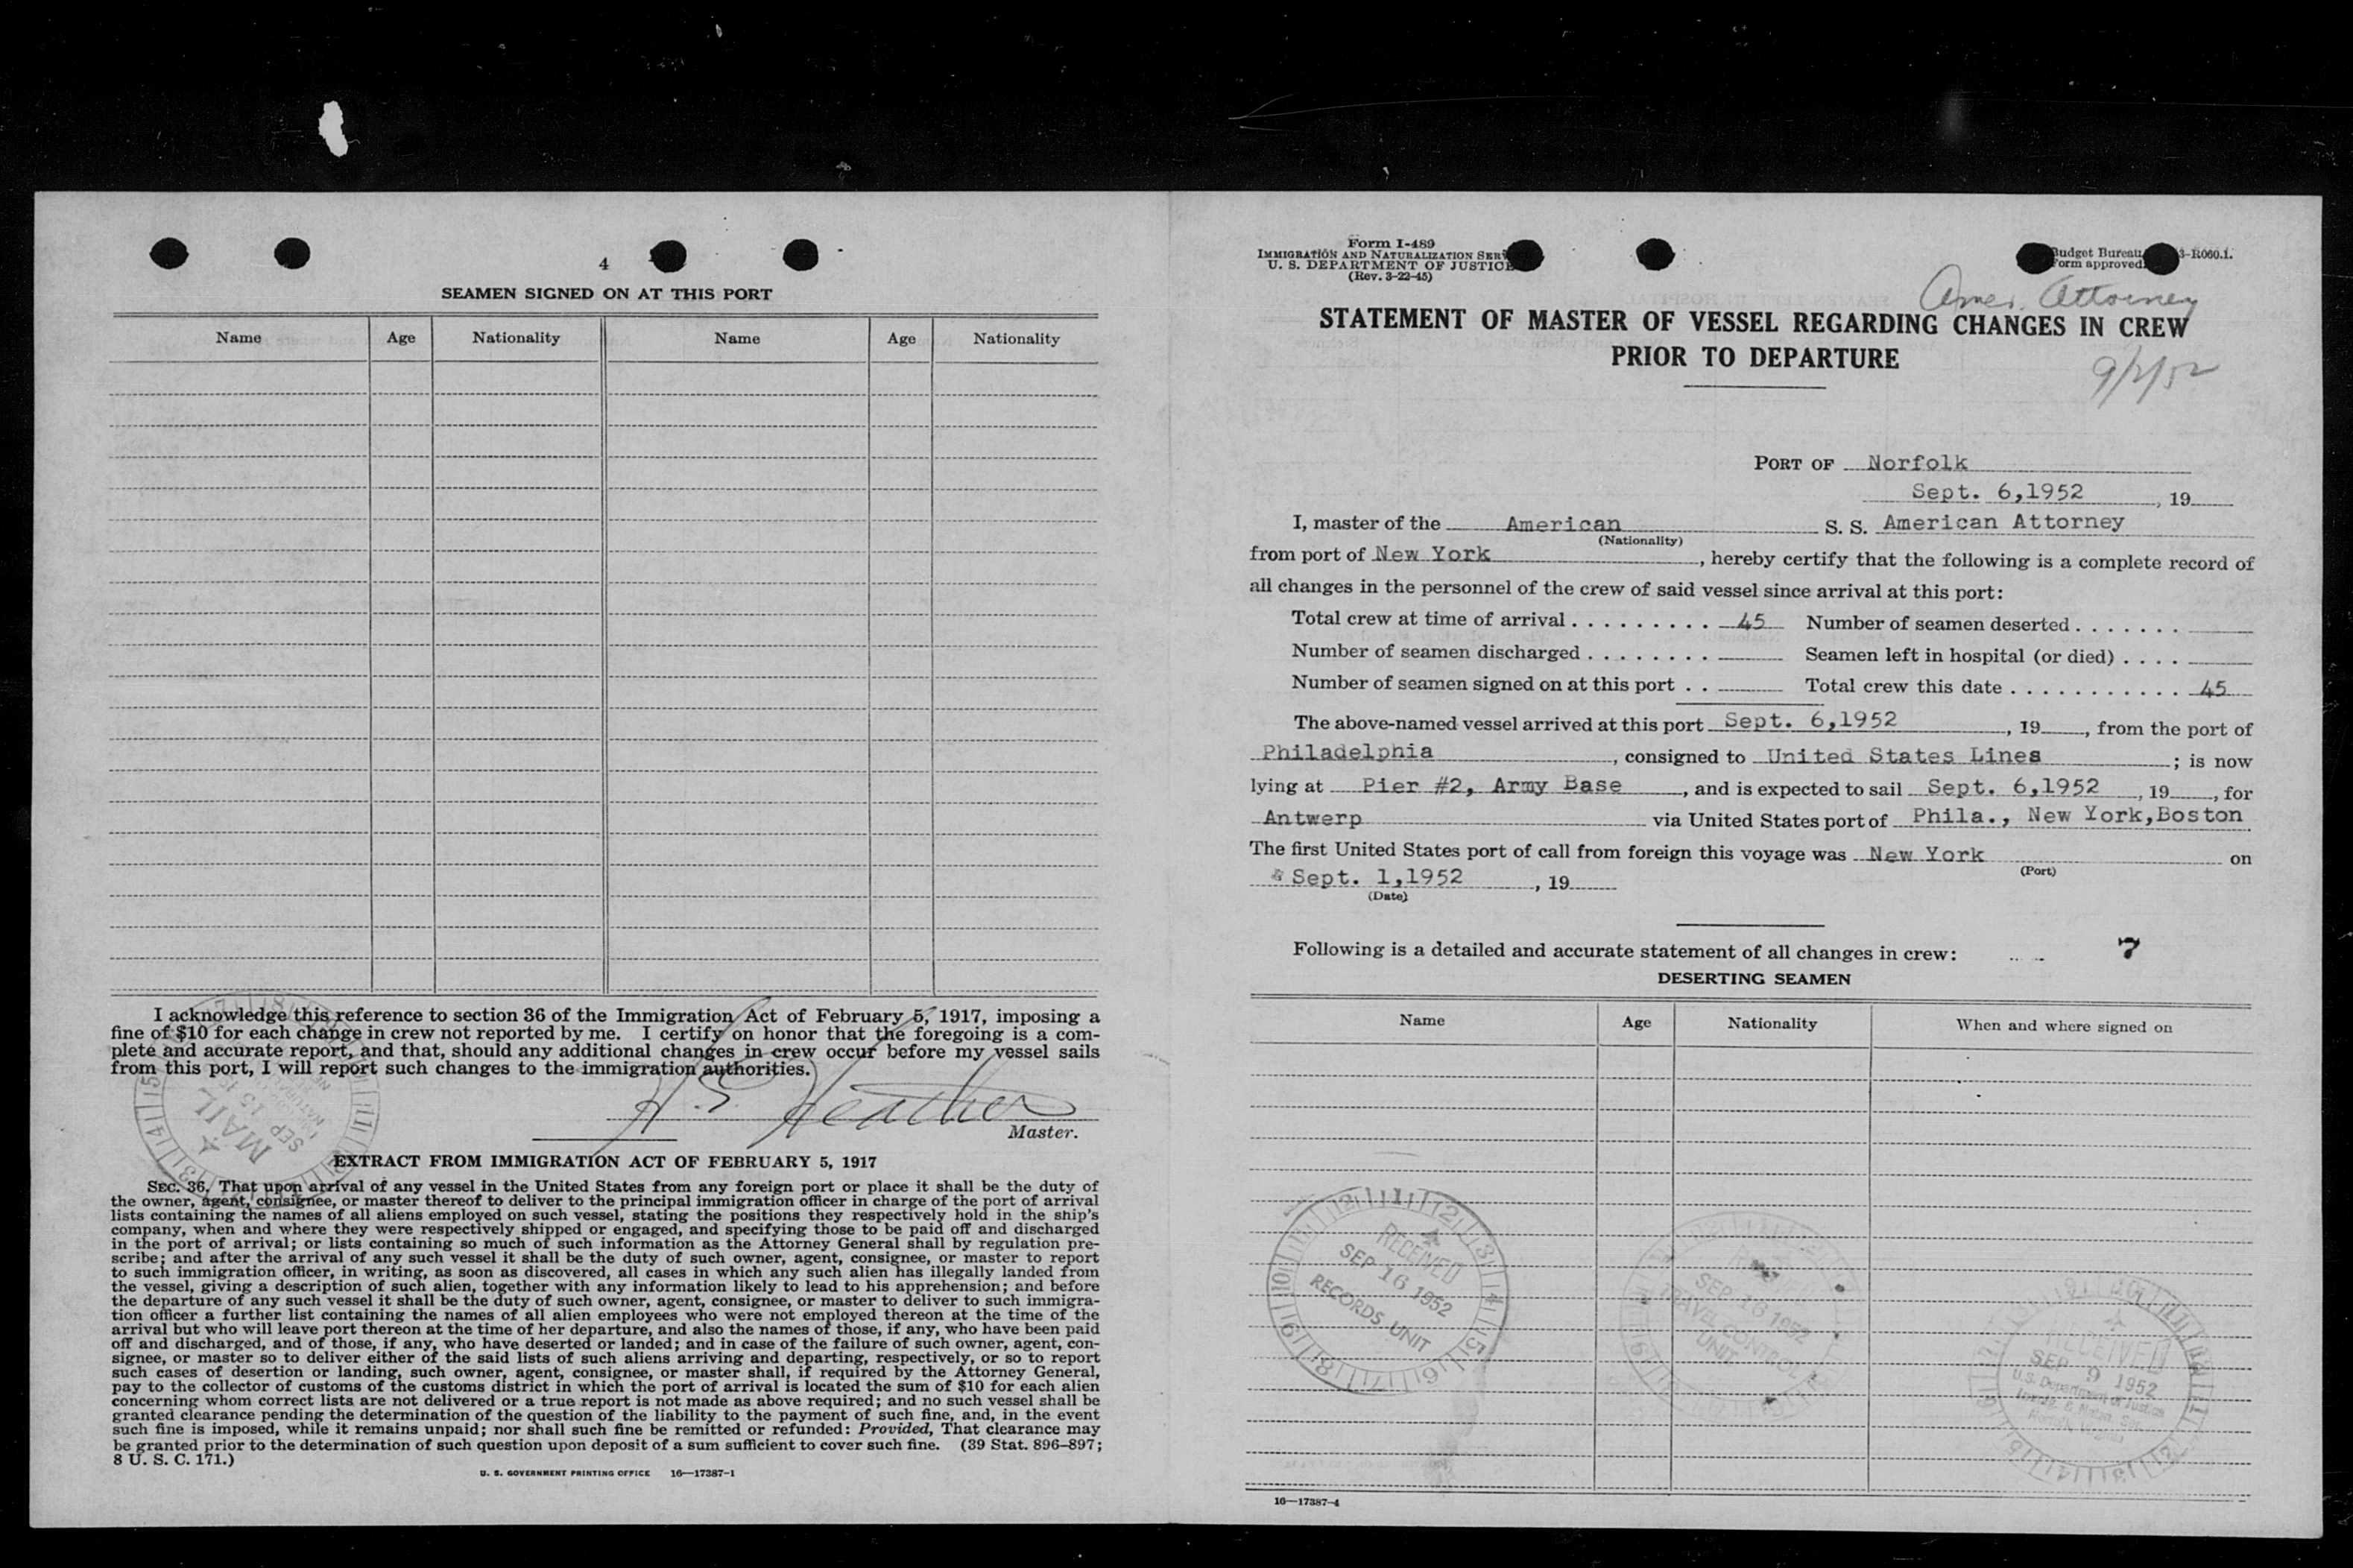 4
SEAMEN SIGNED ON AT THIS PORT
Name Age Nationality Name Age Nationality
I acknowledge this reference to section 36 of the Immigration Act of February 5, 1917, imposing a
fine of $10 for each change in crew not reported by me. I certify on honor that the foregoing is a com-
plete and accurate report, and that, should any additional changes in crew occur before my vessel sails
from this port, I will report such changes to the immigration authorities.
Master.
MAIL
SEP 15
EXTRACT FROM IMMIGRATION ACT OF FEBRUARY 5, 1917
SEC. 36. That upon arrival of any vessel in the United States from any foreign port or place it shall be the duty of
the owner, agent, consignee, or master thereof to deliver to the principal immigration officer in charge of the port of arrival
lists containing the names of all aliens employed on such vessel, stating the positions they respectively hold in the ship's
company, when and where they were respectively shipped or engaged, and specifying those to be paid off and discharged
in the port of arrival; or lists containing so much of such information as the Attorney General shall by regulation pre-
scribe; and after the arrival of any such vessel it shall be the duty of such owner, agent, consignee, or master to report
to such immigration officer, in writing, as soon as discovered, all cases in which any such alien has illegally landed from
the vessel, giving a description of such alien, together with any information likely to lead to his apprehension; and before
the departure of any such vessel it shall be the duty of such owner, agent, consignee, or master to deliver to such immigra-
tion officer a further list containing the names of all alien employees who were not employed thereon at the time of the
arrival but who will leave port thereon at the time of her departure, and also the names of those, if any, who have been paid
off and discharged, and of those, if any, who have deserted or landed; and in case of the failure of such owner, agent, con-
signee, or master so to deliver either of the said lists of such aliens arriving and departing, respectively, or so to report
such cases of desertion or landing, such owner, agent, consignee, or master shall, if required by the Attorney General,
pay to the collector of customs of the customs district in which the port of arrival is located the sum of $10 for each alien
concerning whom correct lists are not delivered or a true report is not made as above required; and no such vessel shall be
granted clearance pending the determination of the question of the liability to the payment of such fine, and, in the event
such fine is imposed, while it remains unpaid; nor shall such fine be remitted or refunded: Provided, That clearance may
be granted prior to the determination of such question upon deposit of a sum sufficient to cover such fine. (39 Stat. 896–897;
8 U. S. C. 171.)
U. S. GOVERNMENT PRINTING OFFICE 16—17387-1
Form I-489
IMMIGRATION AND NATURALIZATION SERV
U. S. DEPARTMENT OF JUSTICE
(Rev. 3-22-45)
Budget Bureau 3-R060.1.
Form approved.
Amer. Attorney
STATEMENT OF MASTER OF VESSEL REGARDING CHANGES IN CREW
PRIOR TO DEPARTURE
9/2/52
PORT OF Norfolk
Sept. 6,1952, 19
I, master of the American S. S. American Attorney
(Nationality)
from port of New York, hereby certify that the following is a complete record of
all changes in the personnel of the crew of said vessel since arrival at this port:
Total crew at time of arrival . . . . . . . . . 45 Number of seamen deserted . . . . . . .
Number of seamen discharged . . . . . . . . Seamen left in hospital (or died) . . . .
Number of seamen signed on at this port . . Total crew this date . . . . . . . . . . . 45
The above-named vessel arrived at this port Sept. 6,1952, 19, from the port of
Philadelphia, consigned to United States Lines; is now
lying at Pier #2, Army Base, and is expected to sail Sept. 6,1952, 19, for
Antwerp via United States port of Phila., New York,Boston
The first United States port of call from foreign this voyage was New York on
(Port)
Sept. 1,1952, 19
(Date)
Following is a detailed and accurate statement of all changes in crew: 7
DESERTING SEAMEN
Name Age Nationality When and where signed on
RECEIVED
SEP 16 1952
RECORDS UNIT
SEP 16 1952
TRAVEL CONTROL
UNIT
RECEIVED
SEP 9 1952
U.S. Department of Justice
16—17387-4